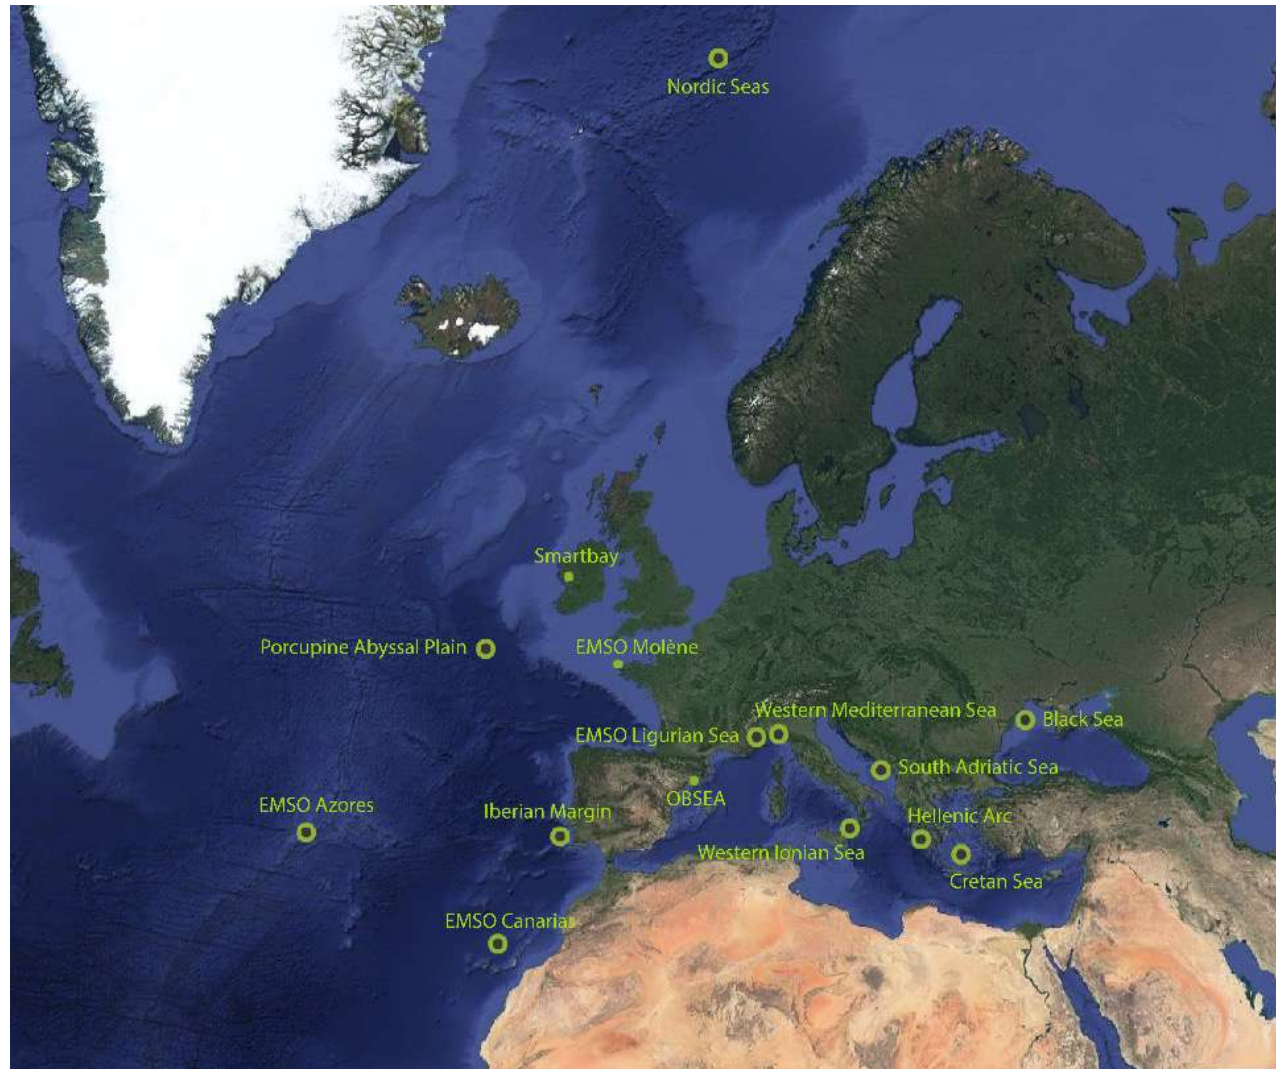 Nordic Seas
Smartbay
Porcupine Abyssal Plain
EMSO Molène
Western Mediterranean Sea
EMSO Ligurian Sea
Black Sea
South Adriatic Sea
OBSEA
EMSO Azores
Iberian Margin
Hellenic Arc
Western Ionian Sea
Cretan Sea
EMSO Canarias